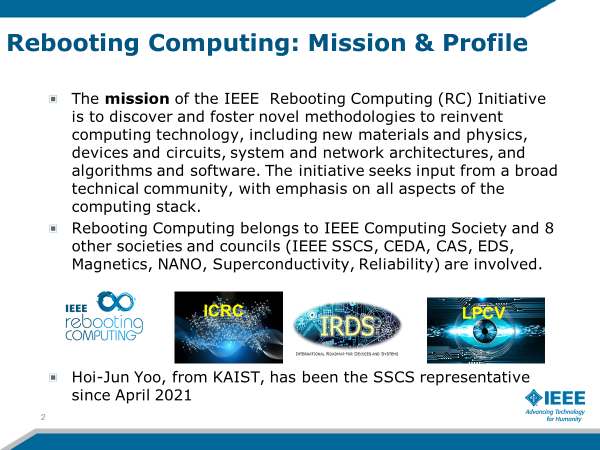 Rebooting Computing: Mission & Profile
The mission of the IEEE  Rebooting Computing (RC) Initiative
is to discover and foster novel methodologies to reinvent
computing technology, including new materials and physics,
devices and circuits, system and network architectures, and
algorithms and software. The initiative seeks input from a broad
technical community, with emphasis on all aspects of the
computing stack.
Rebooting Computing belongs to IEEE Computing Society and 8
other societies and councils (IEEE SSCS, CEDA, CAS, EDS,
Magnetics, NANO, Superconductivity, Reliability) are involved.
IEEE
rebooting
COMPUTING
ICRC
IRDS
INTERNATIONAL ROADMAP FOR DEVICES AND SYSTEMS
LPCV
Hoi-Jun Yoo, from KAIST, has been the SSCS representative
since April 2021
2
IEEE
Advancing Technology
for Humanity